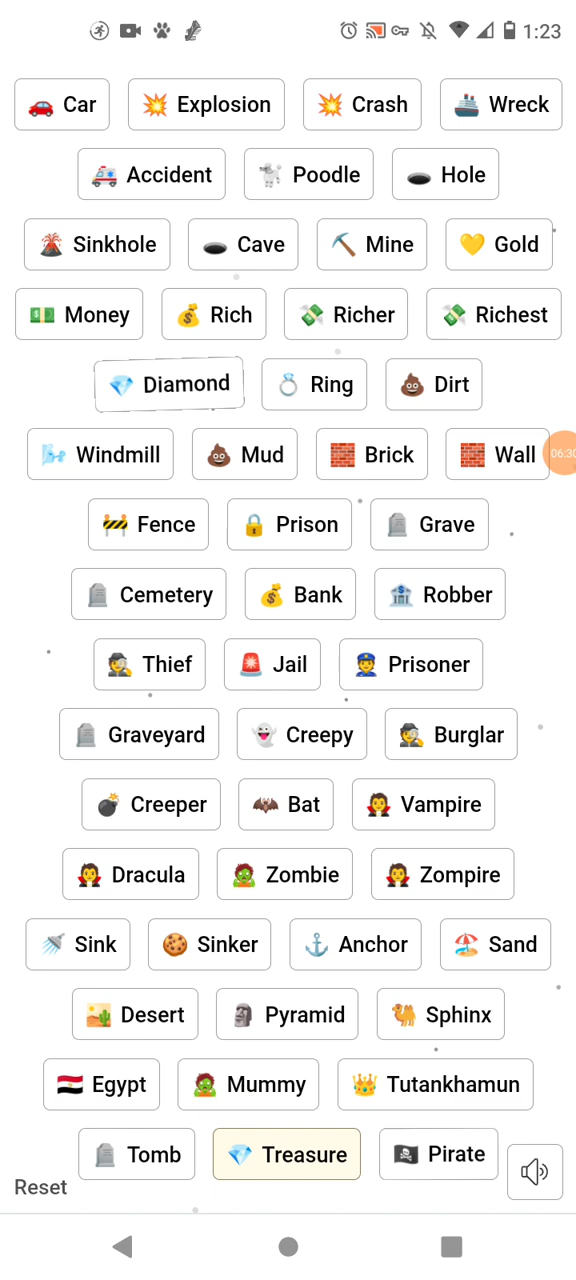 1:23
Car Explosion Crash Wreck
Accident Poodle Hole
Sinkhole Cave Mine Gold
Money Rich Richer Richest
Diamond Ring Dirt
Windmill Mud Brick Wall
06:30
Fence Prison Grave
Cemetery Bank Robber
Thief Jail Prisoner
Graveyard Creepy Burglar
Creeper Bat Vampire
Dracula Zombie Zompire
Sink Sinker Anchor Sand
Desert Pyramid Sphinx
Egypt Mummy Tutankhamun
Tomb Treasure Pirate
Reset